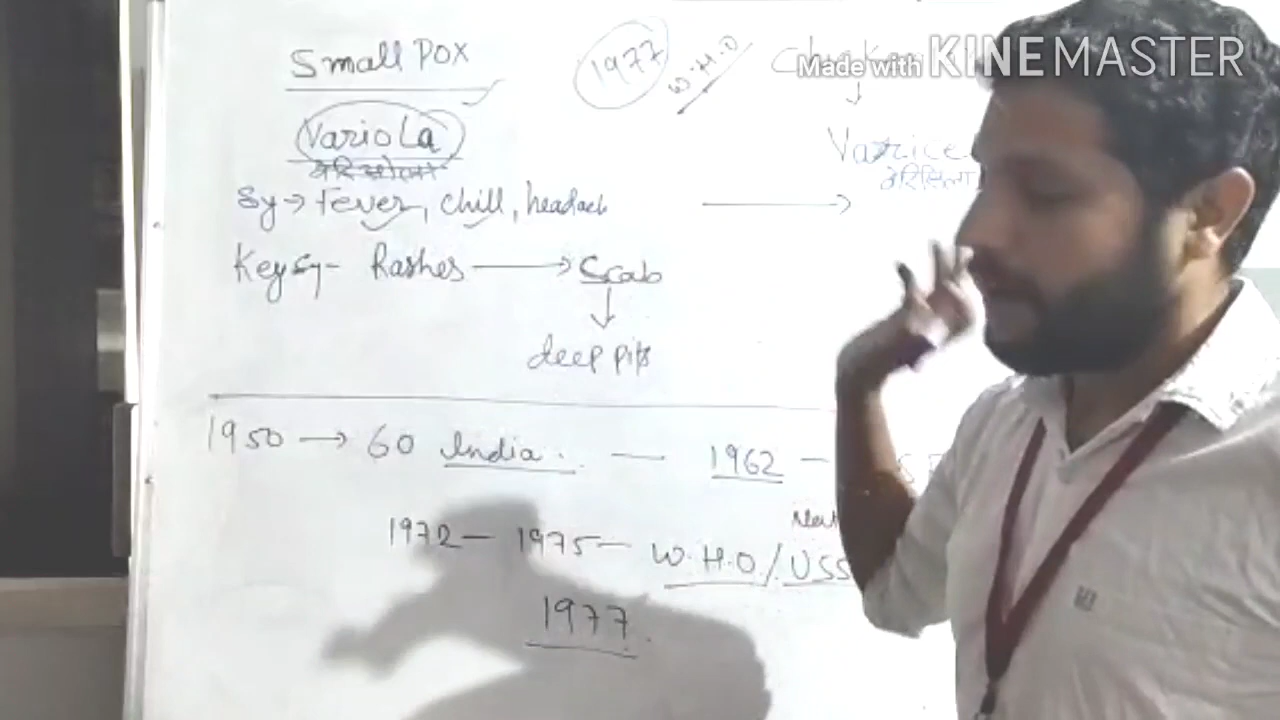 Small Pox
1977
W.H.O
Made with KINEMASTER
VarioLa
वेरिओला
Sy → fever, chill, headach
Key Sy - Rashes → Scab
deep pits
1950 → 60 India - 1962 -
1972 - 1975 - W.H.O / USS
1977